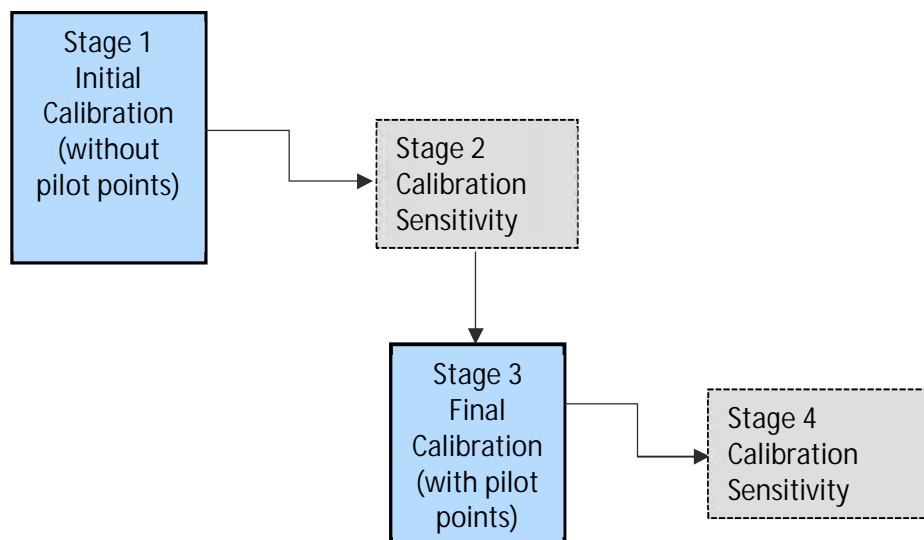 Stage 1
Initial
Calibration
(without
pilot points)
Stage 2
Calibration
Sensitivity
Stage 3
Final
Calibration
(with pilot
points)
Stage 4
Calibration
Sensitivity